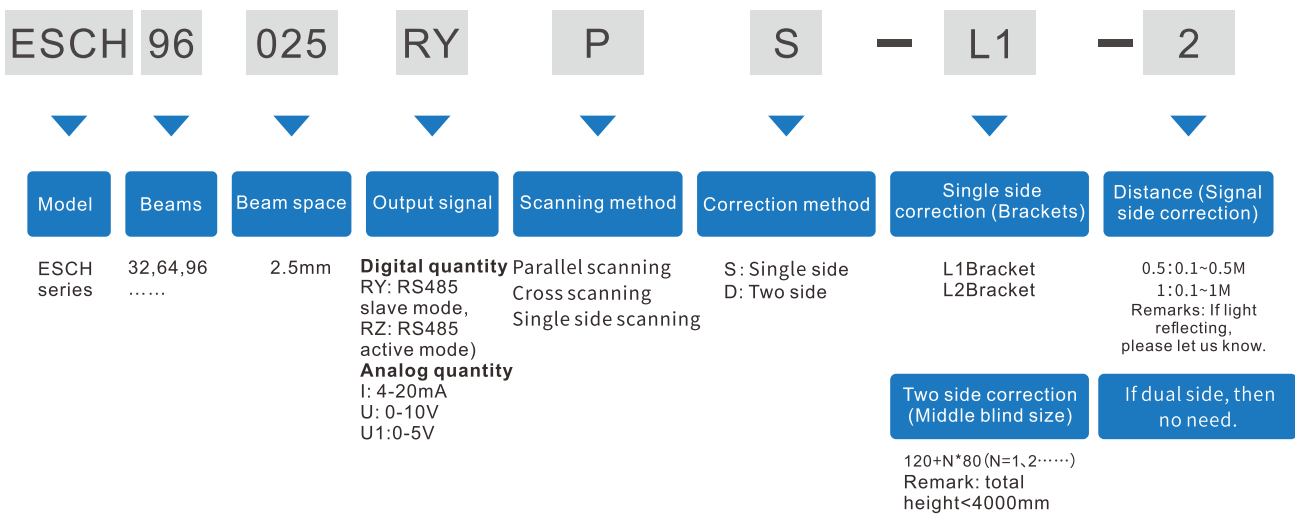 ESCH 96 025 RY P S – L1 – 2
Model
Beams
Beam space
Output signal
Scanning method
Correction method
Single side
correction (Brackets)
Distance (Signal
side correction)
ESCH
series
32,64,96
……
2.5mm
Digital quantity
RY: RS485
slave mode,
RZ: RS485
active mode)
Analog quantity
I: 4-20mA
U: 0-10V
U1:0-5V
Parallel scanning
Cross scanning
Single side scanning
S: Single side
D: Two side
L1Bracket
L2Bracket
0.5:0.1~0.5M
1:0.1~1M
Remarks: If light
reflecting,
please let us know.
Two side correction
(Middle blind size)
If dual side, then
no need.
120+N*80(N=1、2……)
Remark: total
height<4000mm